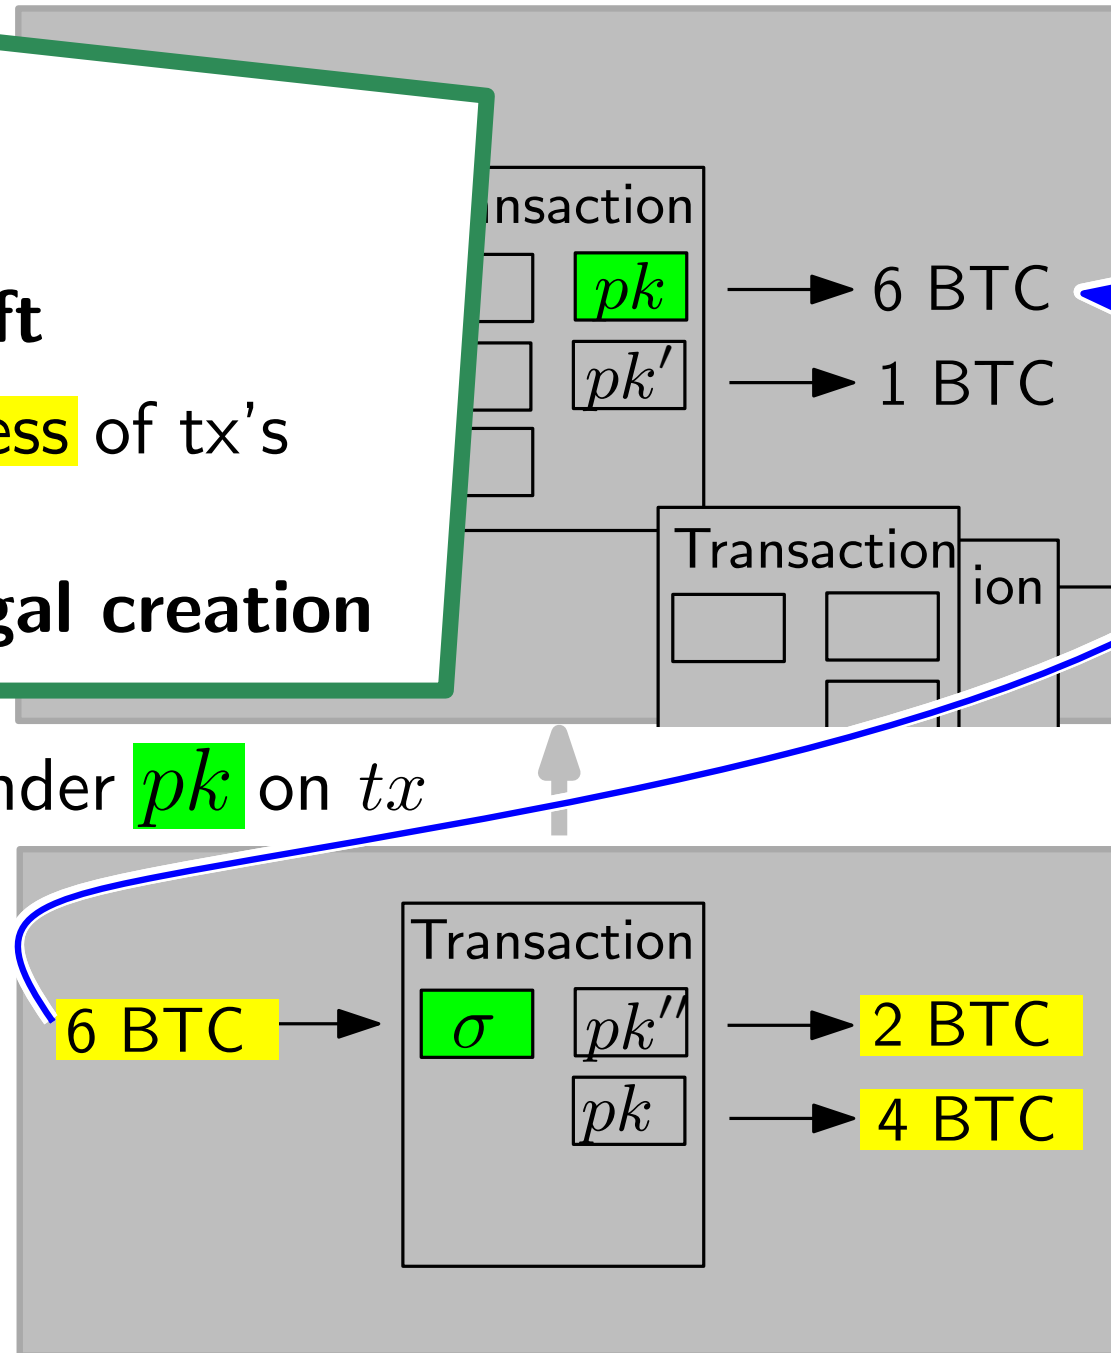 nsaction
pk
6 BTC
pk′
1 BTC
ft
ess of tx's
gal creation
Transaction
ion
nder pk on tx
Transaction
6 BTC
σ
pk″
2 BTC
pk
4 BTC